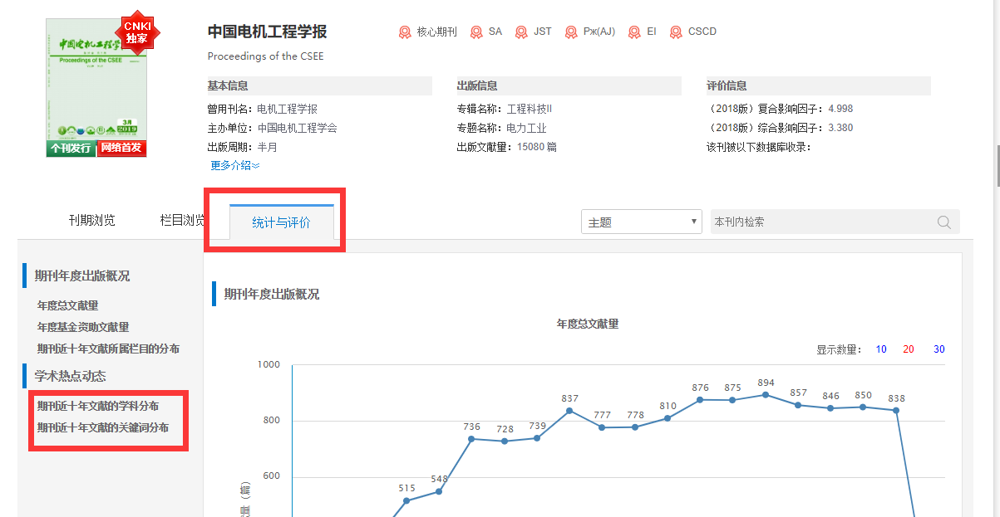 CNKI
独家
中国电机工程学报
Proceedings of the CSEE
3月
2019
个刊发行
网络首发
中国电机工程学报
核心期刊 SA JST Рж(AJ) EI CSCD
Proceedings of the CSEE
基本信息
曾用刊名：电机工程学报
主办单位：中国电机工程学会
出版周期：半月
更多介绍
出版信息
专辑名称：工程科技II
专题名称：电力工业
出版文献量：15080 篇
评价信息
（2018版）复合影响因子：4.998
（2018版）综合影响因子：3.380
该刊被以下数据库收录：
刊期浏览 栏目浏览 统计与评价 主题 本刊内检索
期刊年度出版概况
年度总文献量
年度基金资助文献量
期刊近十年文献所属栏目的分布
学术热点动态
期刊近十年文献的学科分布
期刊近十年文献的关键词分布
期刊年度出版概况
年度总文献量
显示数量： 10 20 30
1000
800
600
量（篇）
515 548 736 728 739 837 777 778 810 876 875 894 857 846 850 838